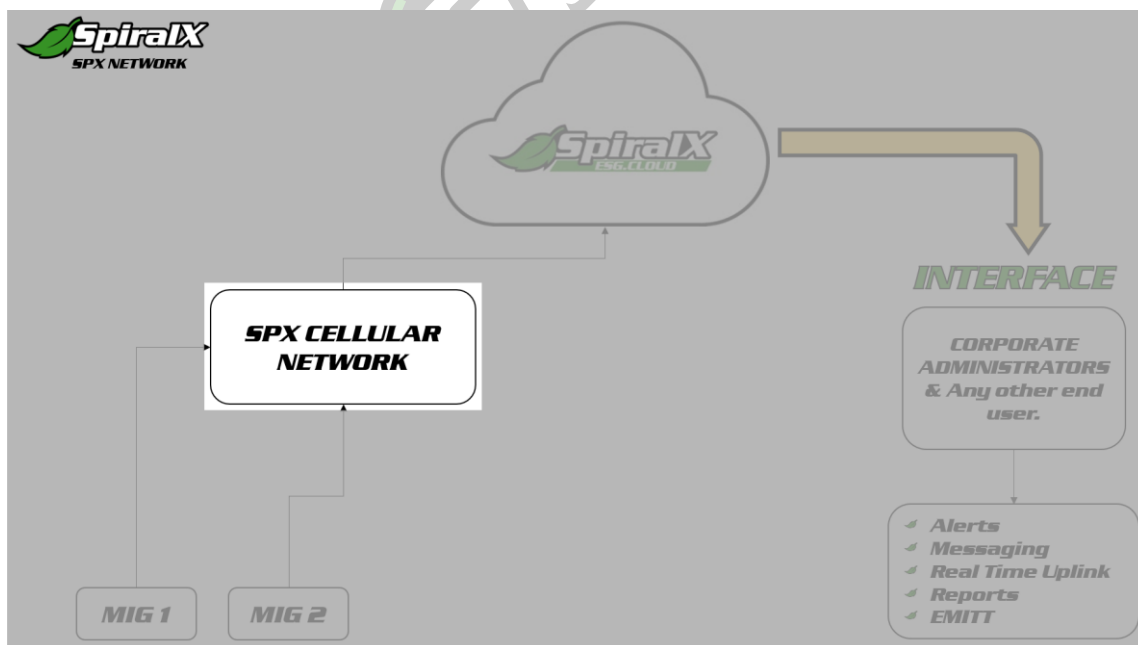 SpiralX
SPX NETWORK
SpiralX
ESG.CLOUD
INTERFACE
SPX CELLULAR
NETWORK
CORPORATE
ADMINISTRATORS
& Any other end
user.
Alerts
Messaging
Real Time Uplink
Reports
EMITT
MIG 1
MIG 2